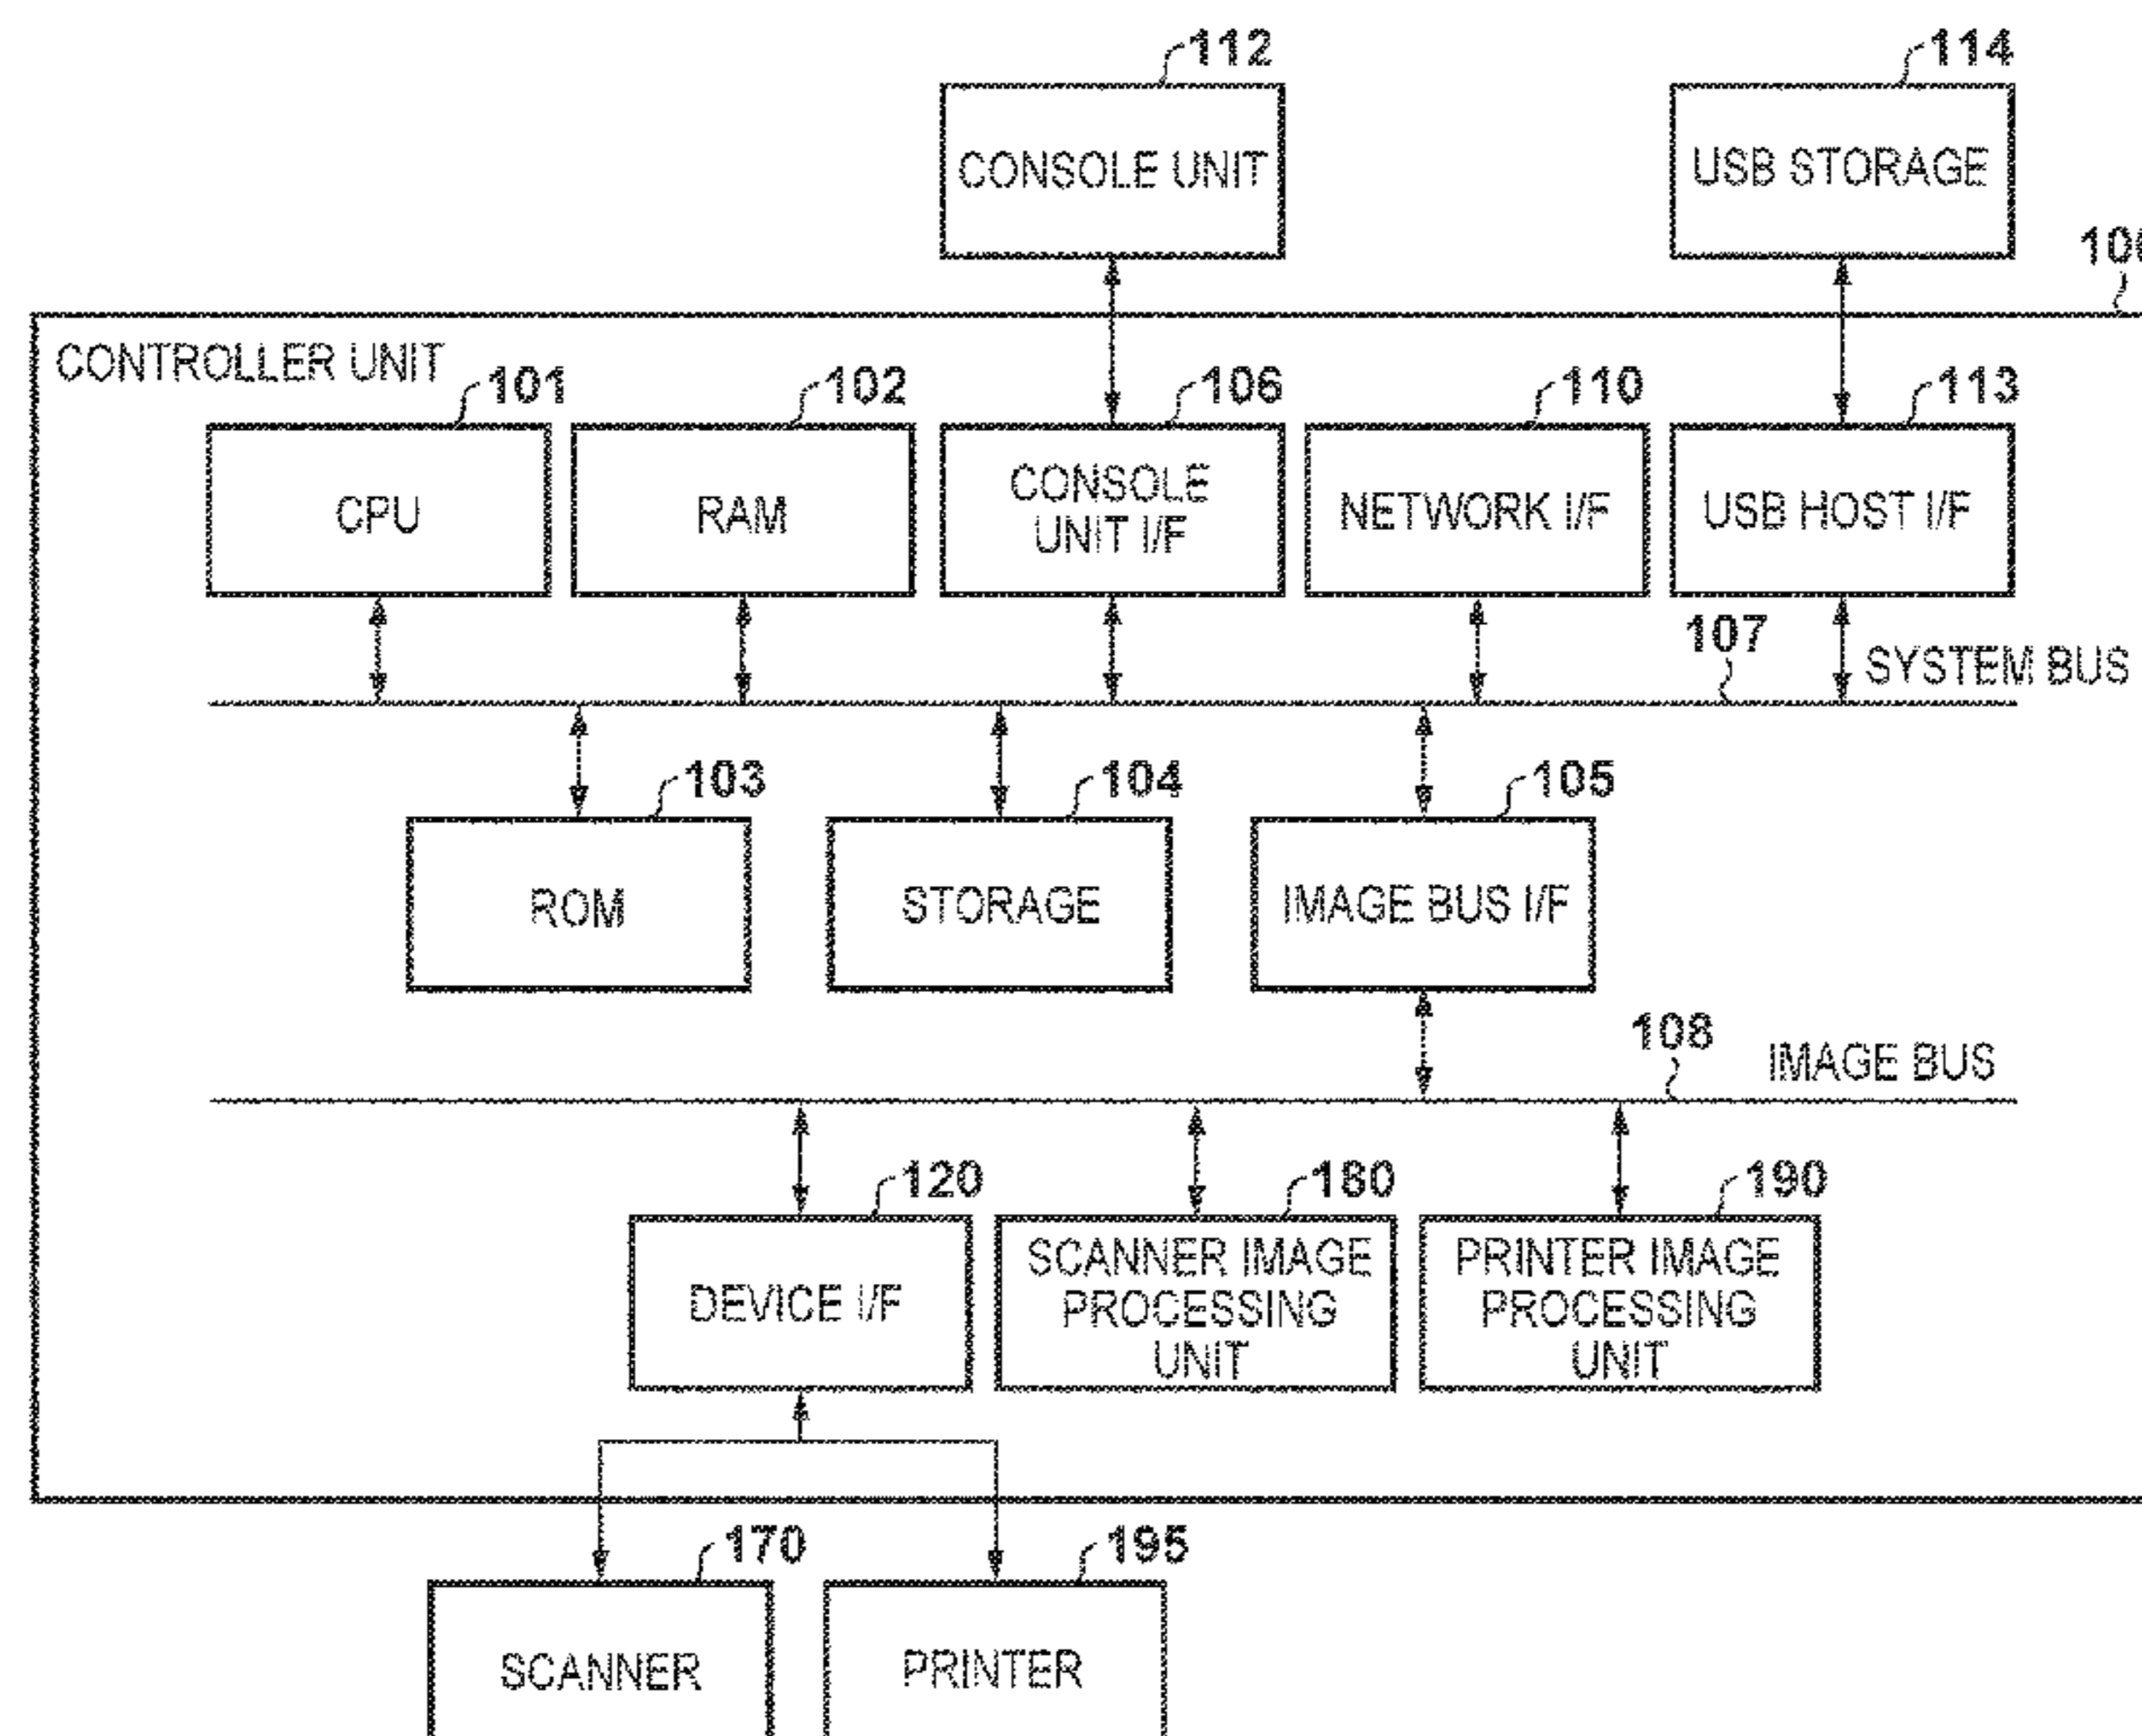 112
114
CONSOLE UNIT
USB STORAGE
CONTROLLER UNIT
101
102
106
110
113
CPU
RAM
CONSOLE
UNIT I/F
NETWORK I/F
USB HOST I/F
107
SYSTEM BUS
103
104
105
ROM
STORAGE
IMAGE BUS I/F
108
IMAGE BUS
120
180
190
DEVICE I/F
SCANNER IMAGE
PROCESSING
UNIT
PRINTER IMAGE
PROCESSING
UNIT
170
195
SCANNER
PRINTER